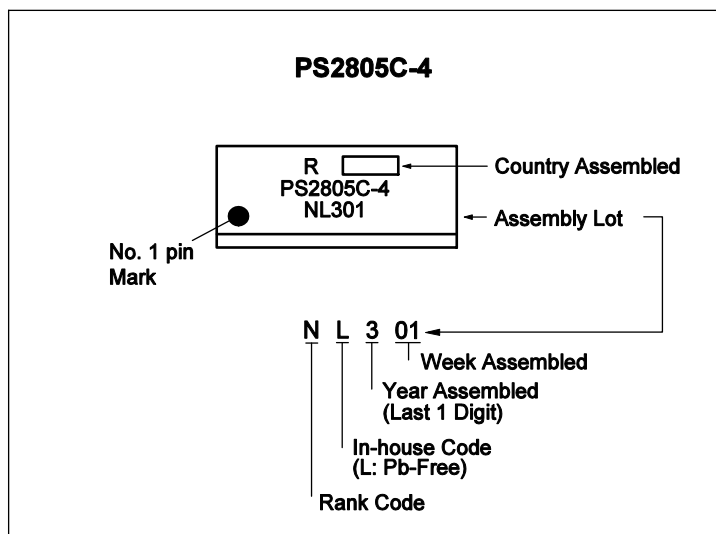 PS2805C-4
R
Country Assembled
PS2805C-4
NL301
Assembly Lot
No. 1 pin
Mark
N L 3 01
Week Assembled
Year Assembled
(Last 1 Digit)
In-house Code
(L: Pb-Free)
Rank Code